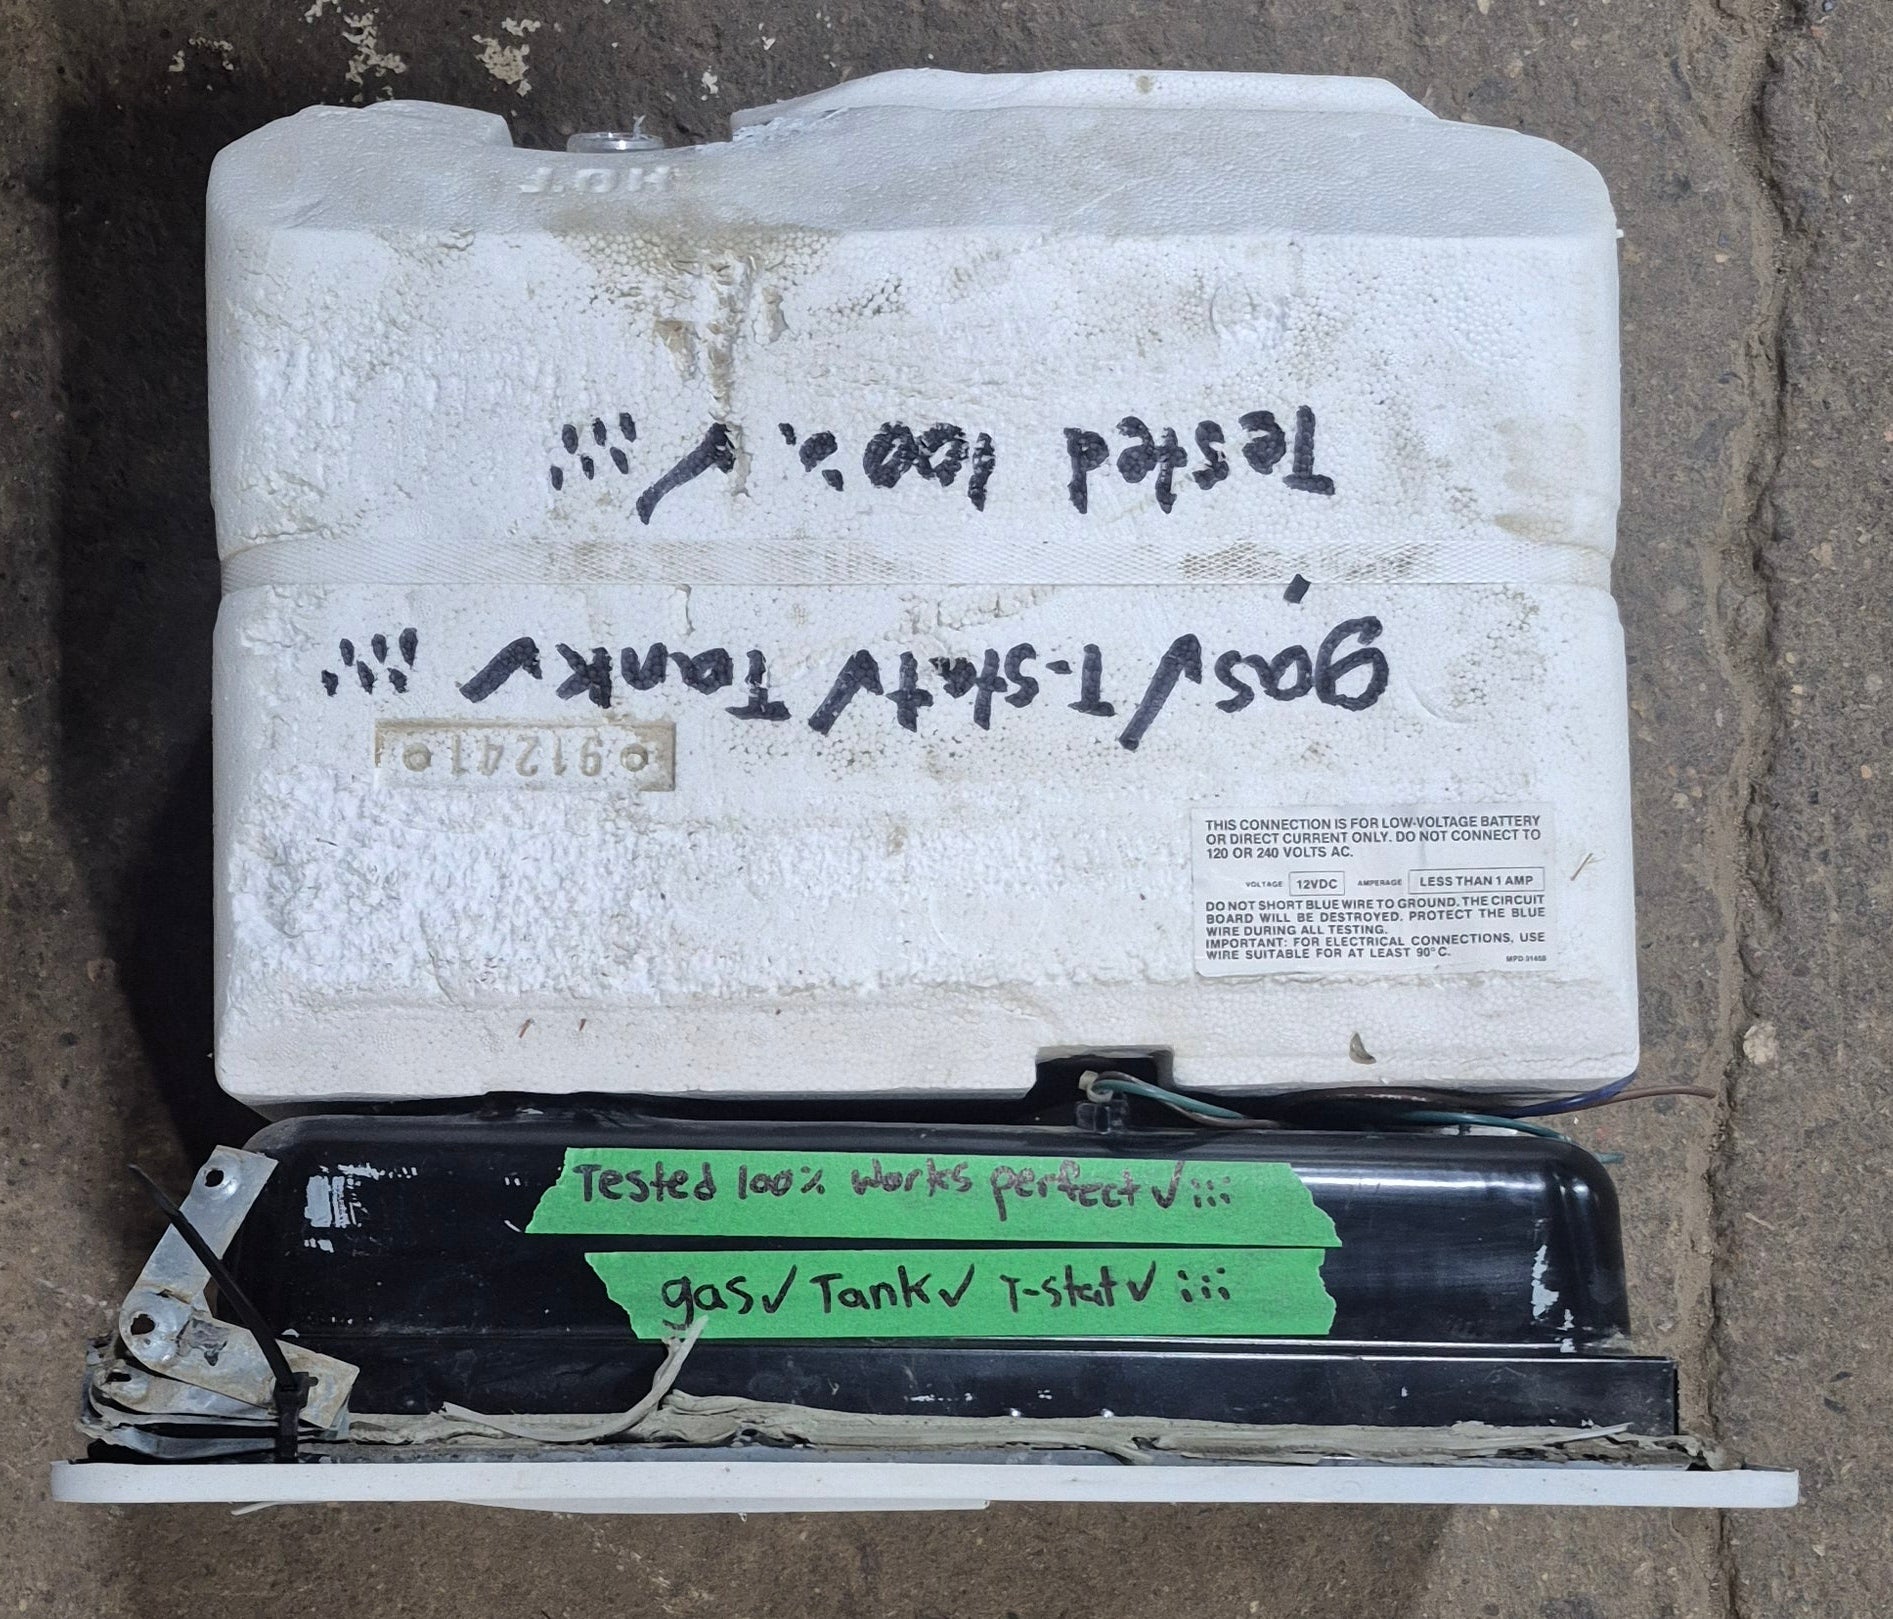 HOT
Tested 100% ✓ !!!
gas ✓ T-stat ✓ Tank ✓ !!!
91241
THIS CONNECTION IS FOR LOW-VOLTAGE BATTERY
OR DIRECT CURRENT ONLY. DO NOT CONNECT TO
120 OR 240 VOLTS AC.
VOLTAGE 12VDC AMPERAGE LESS THAN 1 AMP
DO NOT SHORT BLUE WIRE TO GROUND. THE CIRCUIT
BOARD WILL BE DESTROYED. PROTECT THE BLUE
WIRE DURING ALL TESTING.
IMPORTANT: FOR ELECTRICAL CONNECTIONS, USE
WIRE SUITABLE FOR AT LEAST 90°C.
Tested 100% works perfect ✓ !!!
gas ✓ Tank ✓ T-stat ✓ !!!